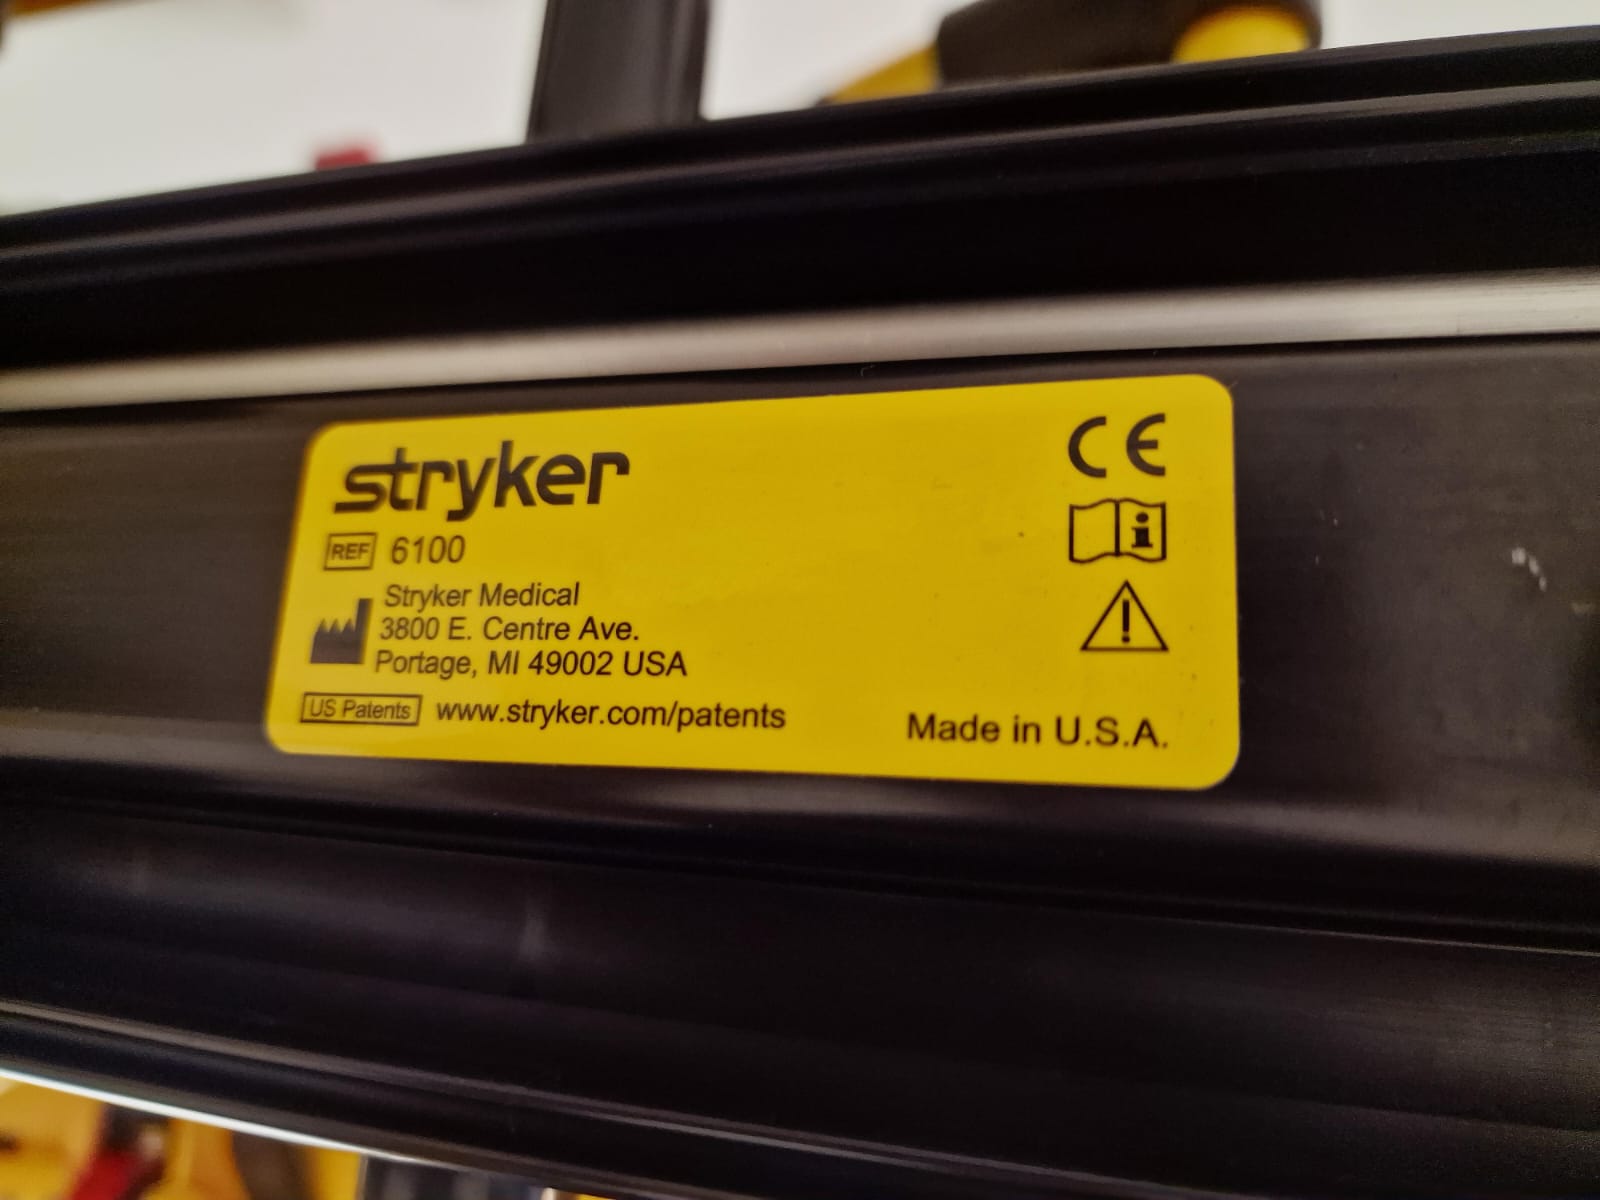 stryker
REF 6100
Stryker Medical
3800 E. Centre Ave.
Portage, MI 49002 USA
US Patents www.stryker.com/patents
CE
Made in U.S.A.